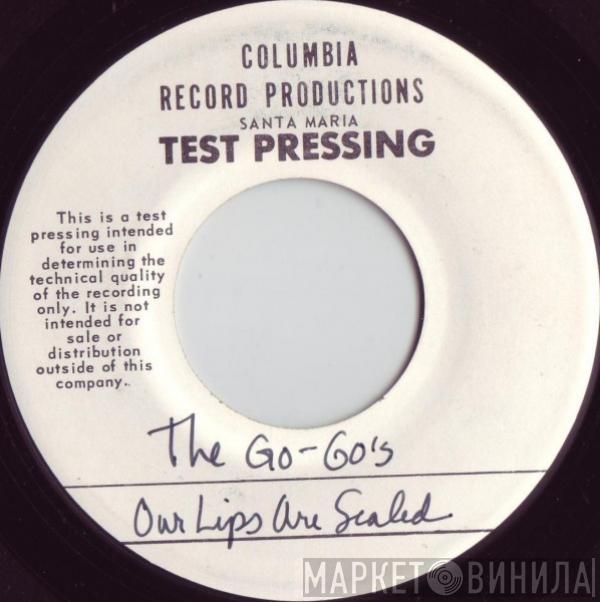 COLUMBIA
RECORD PRODUCTIONS
SANTA MARIA
TEST PRESSING
This is a test
pressing intended
for use in
determining the
technical quality
of the recording
only. It is not
intended for
sale or
distribution
outside of this
company.
The Go-Go's
Our Lips Are Sealed
МАРКЕТ ВИНИЛА